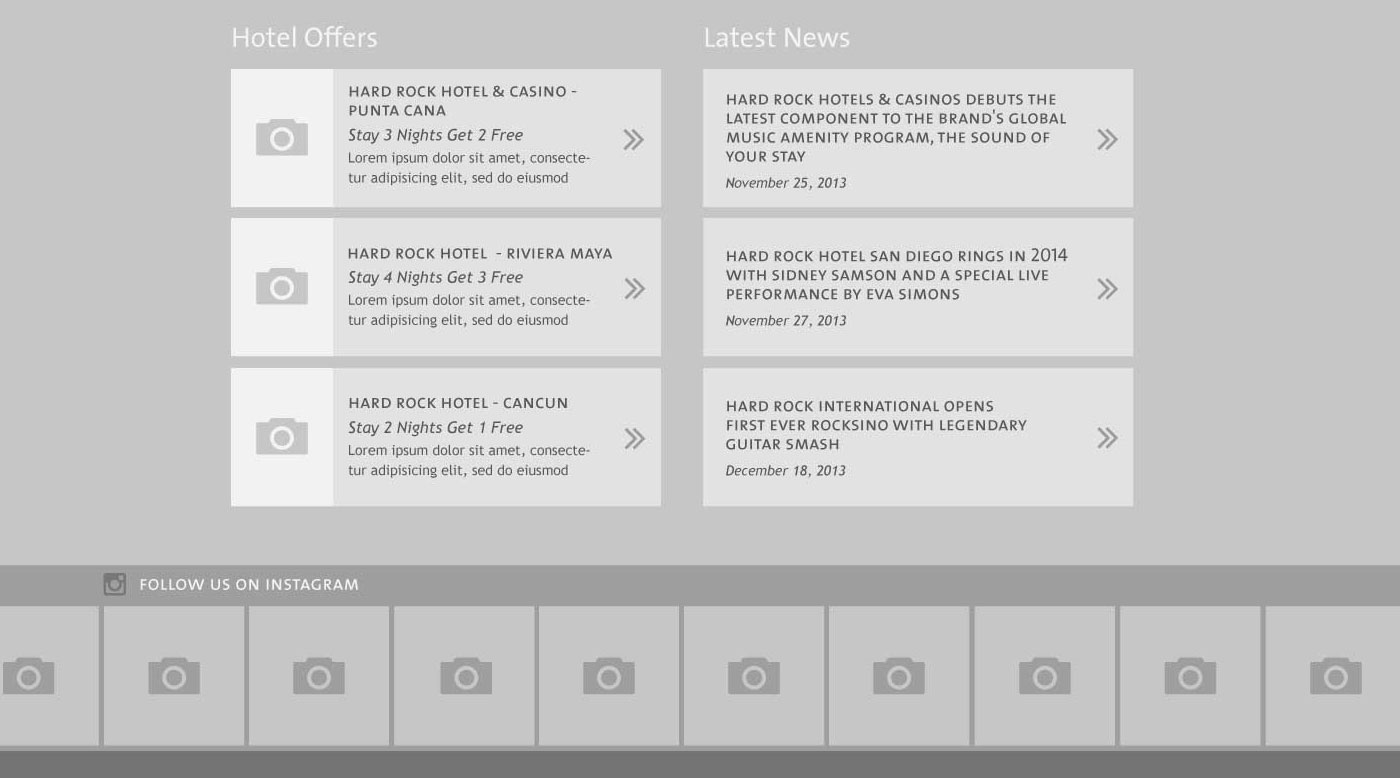 Hotel Offers
HARD ROCK HOTEL & CASINO -
PUNTA CANA
Stay 3 Nights Get 2 Free
Lorem ipsum dolor sit amet, consecte-
tur adipisicing elit, sed do eiusmod
HARD ROCK HOTEL - RIVIERA MAYA
Stay 4 Nights Get 3 Free
Lorem ipsum dolor sit amet, consecte-
tur adipisicing elit, sed do eiusmod
HARD ROCK HOTEL - CANCUN
Stay 2 Nights Get 1 Free
Lorem ipsum dolor sit amet, consecte-
tur adipisicing elit, sed do eiusmod
Latest News
HARD ROCK HOTELS & CASINOS DEBUTS THE
LATEST COMPONENT TO THE BRAND'S GLOBAL
MUSIC AMENITY PROGRAM, THE SOUND OF
YOUR STAY
November 25, 2013
HARD ROCK HOTEL SAN DIEGO RINGS IN 2014
WITH SIDNEY SAMSON AND A SPECIAL LIVE
PERFORMANCE BY EVA SIMONS
November 27, 2013
HARD ROCK INTERNATIONAL OPENS
FIRST EVER ROCKSINO WITH LEGENDARY
GUITAR SMASH
December 18, 2013
FOLLOW US ON INSTAGRAM